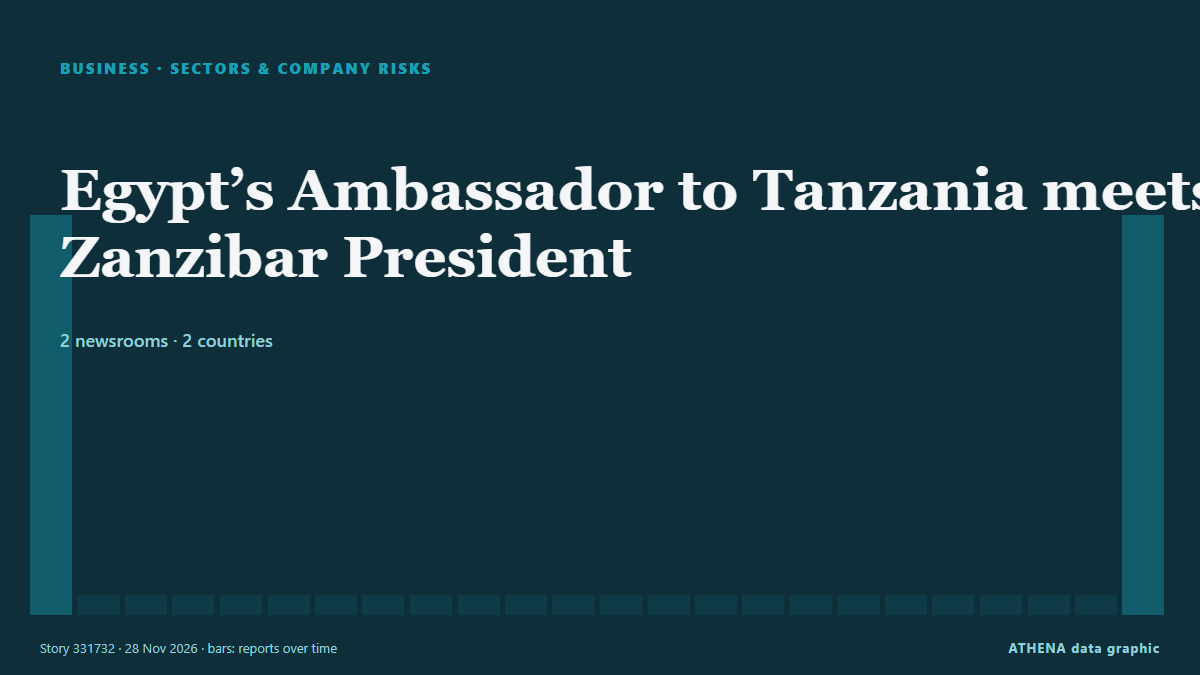 BUSINESS · SECTORS & COMPANY RISKS
Egypt’s Ambassador to Tanzania meets
Zanzibar President
2 newsrooms · 2 countries
Story 331732 · 28 Nov 2026 · bars: reports over time
ATHENA data graphic